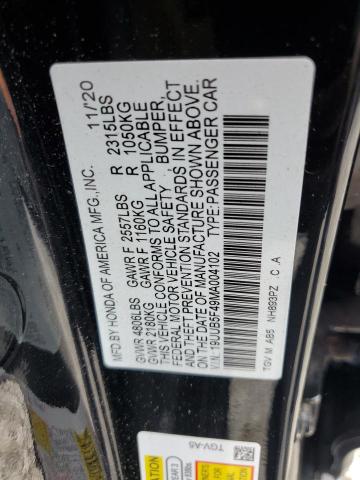 MFD.BY HONDA OF AMERICA MFG.,INC. 11/20
GVWR 4806LBS GAWR F 2557LBS R 2315LBS
GVWR 2180KG GAWR F 1160KG R 1050KG
THIS VEHICLE CONFORMS TO ALL APPLICABLE
FEDERAL MOTOR VEHICLE SAFETY, BUMPER,
AND THEFT PREVENTION STANDARDS IN EFFECT
ON THE DATE OF MANUFACTURE SHOWN ABOVE.
V.I.N. 19UUB5F49MA004102 TYPE:PASSENGER CAR
TGV M AB5 NH893PZ C A
TGV-A5